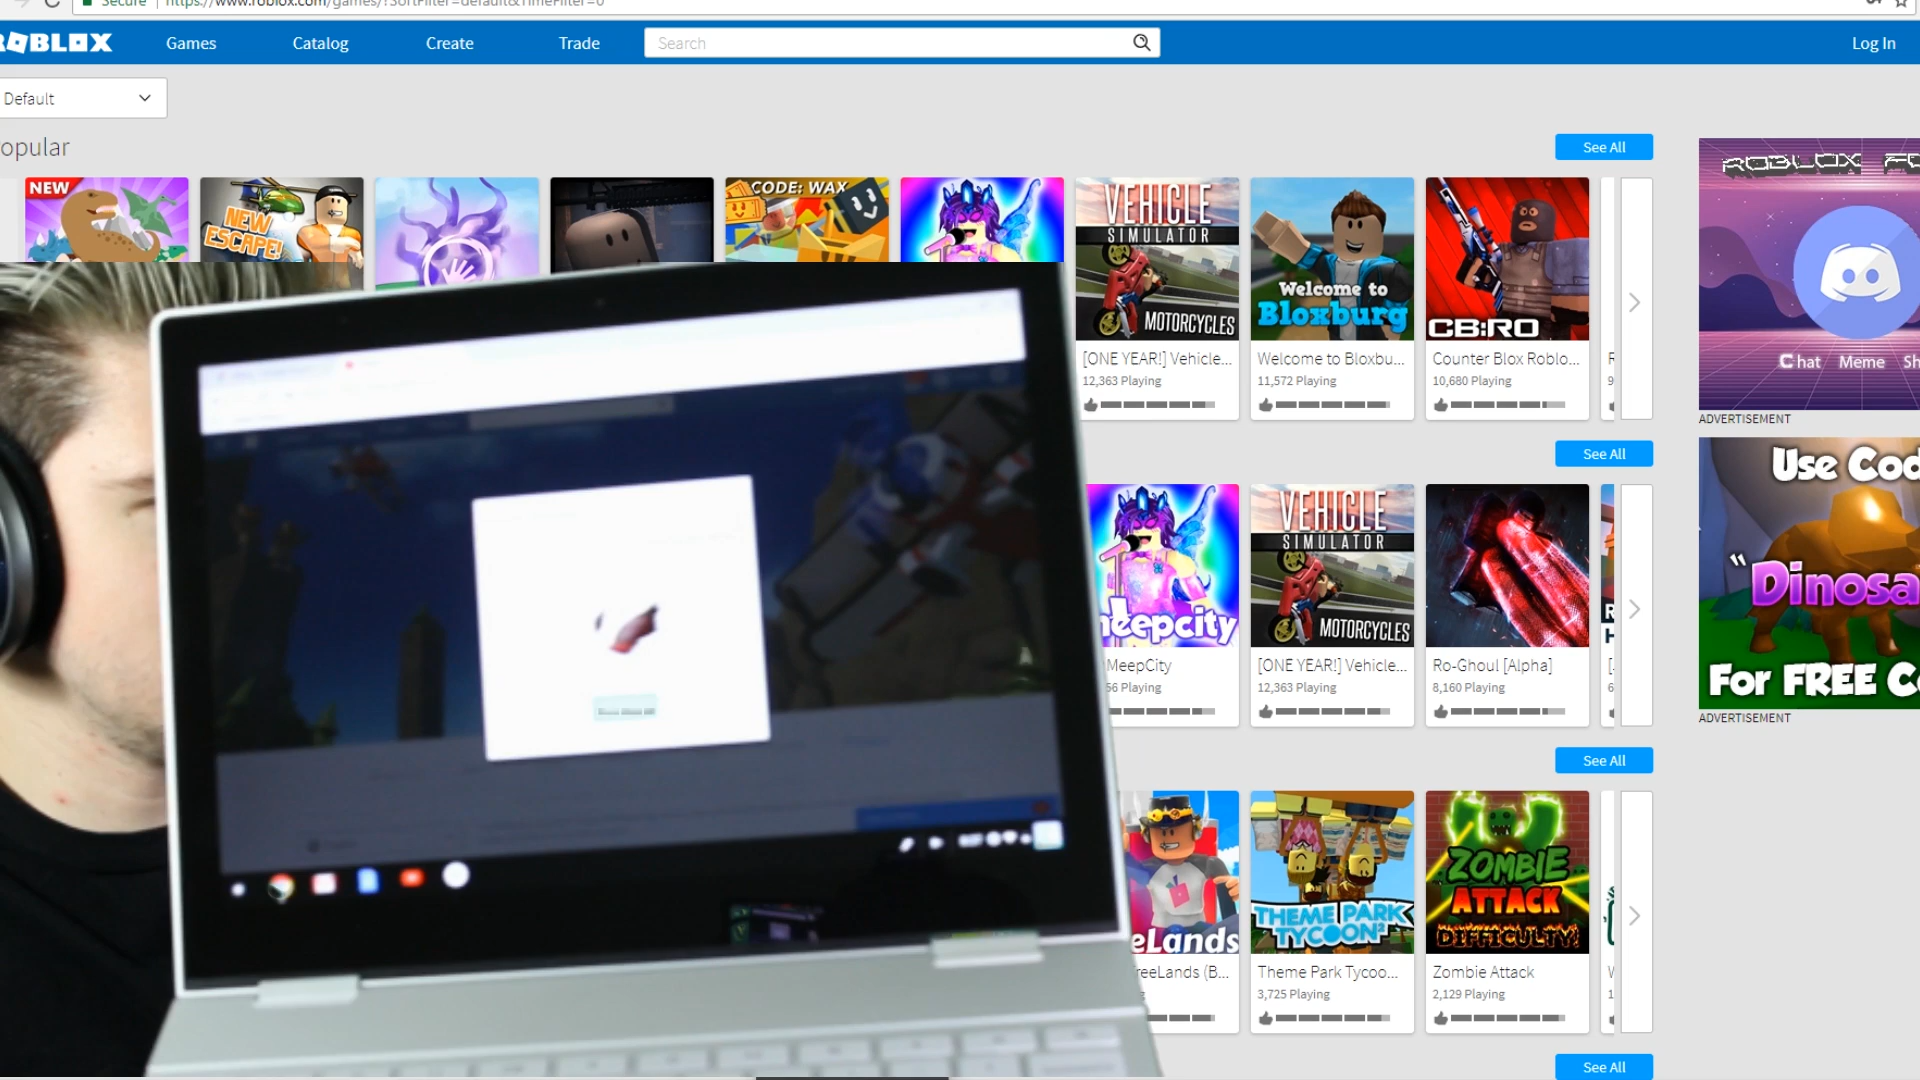 Secure
https://www.roblox.com/games/?SortFilter=default&TimeFilter=0
ROBLOX
Games
Catalog
Create
Trade
Search
Log In
Default
opular
See All
NEW
NEW
ESCAPE!
CODE: WAX
VEHICLE
SIMULATOR
MOTORCYCLES
Welcome to
Bloxburg
CB:RO
[ONE YEAR!] Vehicle...
12,363 Playing
Welcome to Bloxbu...
11,572 Playing
Counter Blox Roblo...
10,680 Playing
ROBLOX FO
Chat Meme Sh
ADVERTISEMENT
See All
eepcity
VEHICLE
SIMULATOR
MOTORCYCLES
MeepCity
56 Playing
[ONE YEAR!] Vehicle...
12,363 Playing
Ro-Ghoul [Alpha]
8,160 Playing
Use Cod
"Dinosa
For FREE Co
ADVERTISEMENT
See All
eLands
THEME PARK
TYCOON2
ZOMBIE
ATTACK
DIFFICULTY!
reeLands (B...
Theme Park Tycoo...
3,725 Playing
Zombie Attack
2,129 Playing
See All